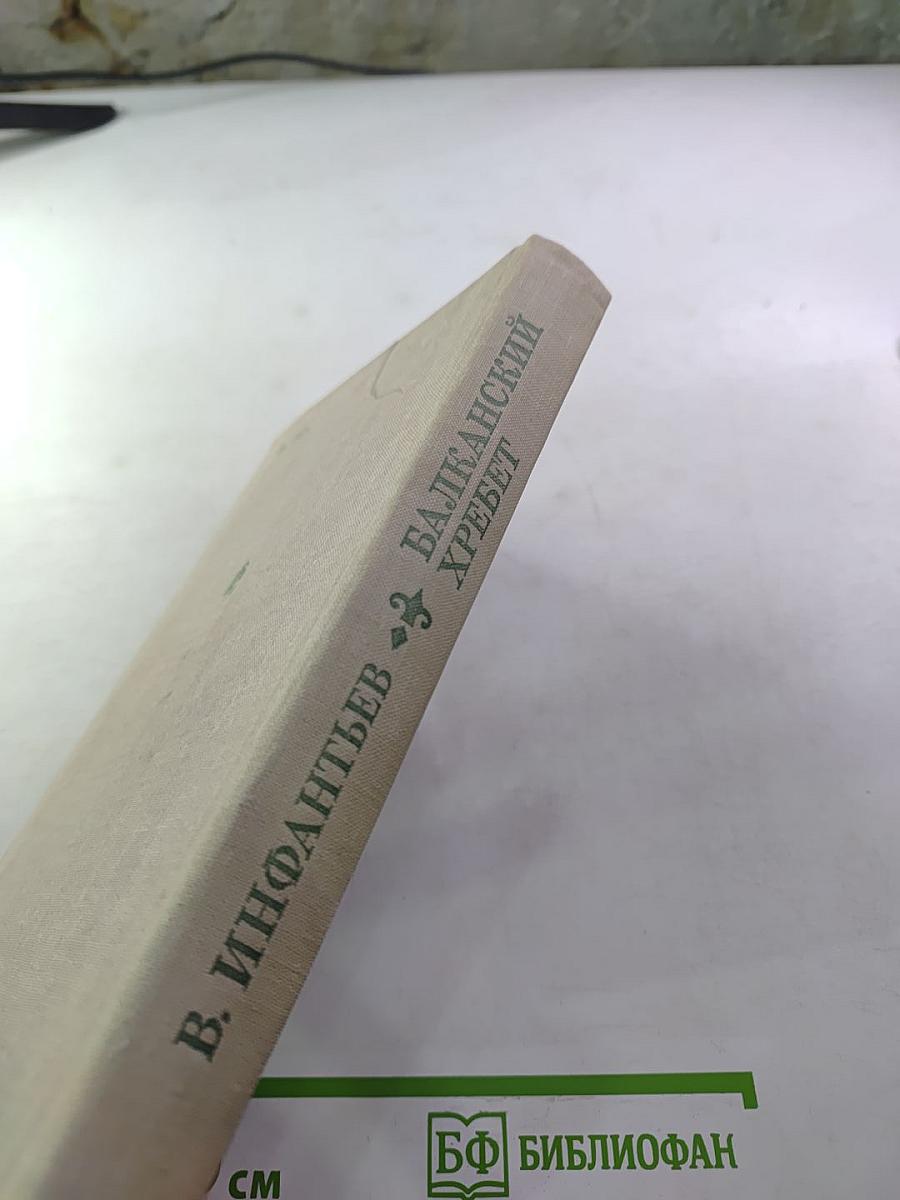 В. ИНФАНТЬЕВ
БАЛКАНСКИЙ
ХРЕБЕТ
СМ
БФ БИБЛИОФАН